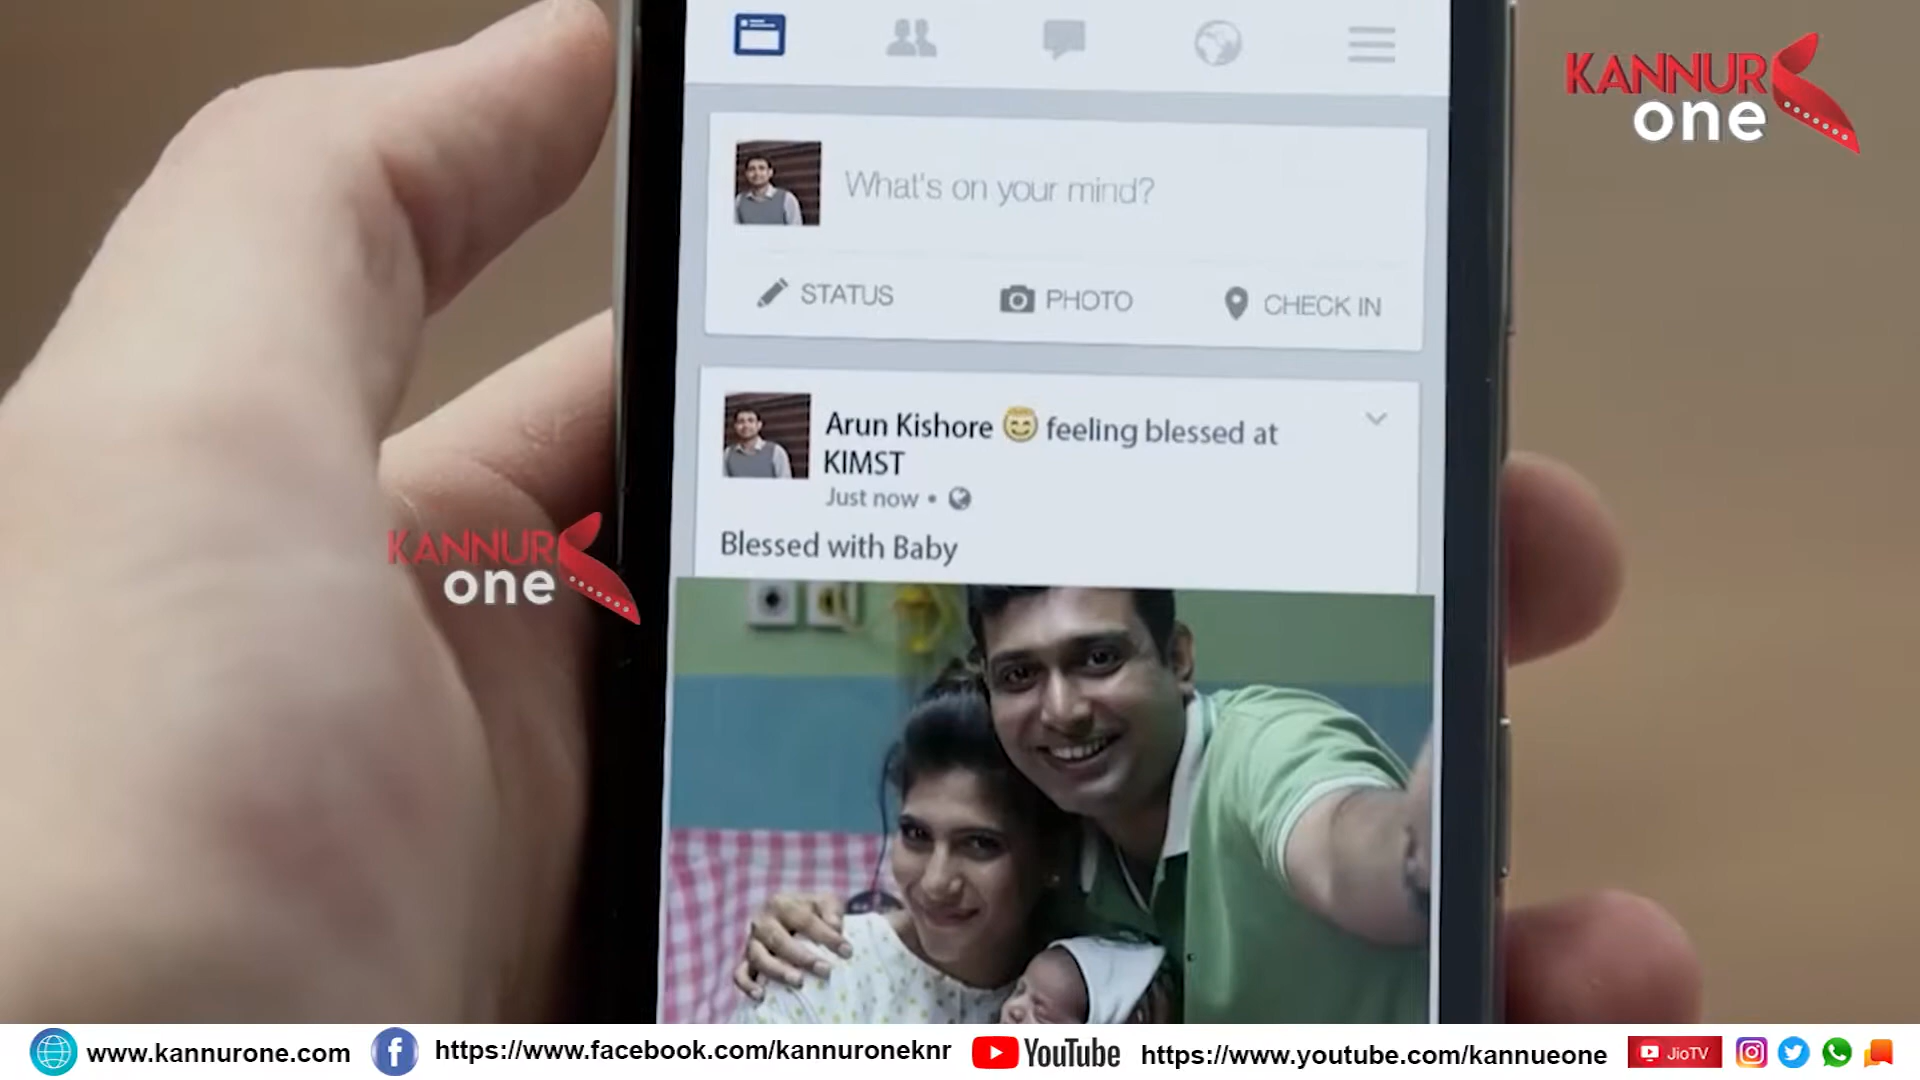 KANNUR
one
What's on your mind?
STATUS
PHOTO
CHECK IN
Arun Kishore 😇 feeling blessed at
KIMST
Just now •
Blessed with Baby
KANNUR
one
www.kannurone.com
https://www.facebook.com/kannuroneknr
YouTube
https://www.youtube.com/kannueone
JioTV